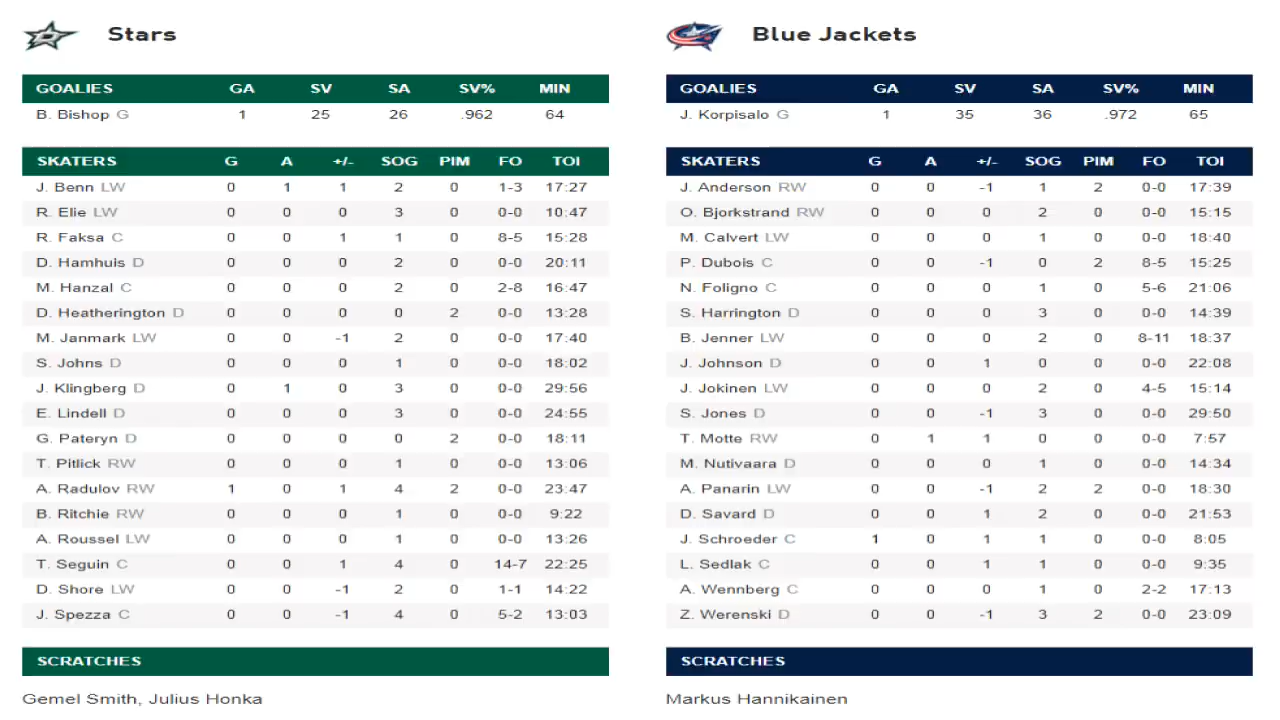 Stars
GOALIES GA SV SA SV% MIN
B. Bishop G 1 25 26 .962 64
SKATERS G A +/- SOG PIM FO TOI
J. Benn LW 0 1 1 2 0 1-3 17:27
R. Elie LW 0 0 0 3 0 0-0 10:47
R. Faksa C 0 0 1 1 0 8-5 15:28
D. Hamhuis D 0 0 0 2 0 0-0 20:11
M. Hanzal C 0 0 0 2 0 2-8 16:47
D. Heatherington D 0 0 0 0 2 0-0 13:28
M. Janmark LW 0 0 -1 2 0 0-0 17:40
S. Johns D 0 0 0 1 0 0-0 18:02
J. Klingberg D 0 1 0 3 0 0-0 29:56
E. Lindell D 0 0 0 3 0 0-0 24:55
G. Pateryn D 0 0 0 0 2 0-0 18:11
T. Pitlick RW 0 0 0 1 0 0-0 13:06
A. Radulov RW 1 0 1 4 2 0-0 23:47
B. Ritchie RW 0 0 0 1 0 0-0 9:22
A. Roussel LW 0 0 0 1 0 0-0 13:26
T. Seguin C 0 0 1 4 0 14-7 22:25
D. Shore LW 0 0 -1 2 0 1-1 14:22
J. Spezza C 0 0 -1 4 0 5-2 13:03
SCRATCHES
Gemel Smith, Julius Honka
Blue Jackets
GOALIES GA SV SA SV% MIN
J. Korpisalo G 1 35 36 .972 65
SKATERS G A +/- SOG PIM FO TOI
J. Anderson RW 0 0 -1 1 2 0-0 17:39
O. Bjorkstrand RW 0 0 0 2 0 0-0 15:15
M. Calvert LW 0 0 0 1 0 0-0 18:40
P. Dubois C 0 0 -1 0 2 8-5 15:25
N. Foligno C 0 0 0 1 0 5-6 21:06
S. Harrington D 0 0 0 3 0 0-0 14:39
B. Jenner LW 0 0 0 2 0 8-11 18:37
J. Johnson D 0 0 1 0 0 0-0 22:08
J. Jokinen LW 0 0 0 2 0 4-5 15:14
S. Jones D 0 0 -1 3 0 0-0 29:50
T. Motte RW 0 1 1 0 0 0-0 7:57
M. Nutivaara D 0 0 0 1 0 0-0 14:34
A. Panarin LW 0 0 -1 2 2 0-0 18:30
D. Savard D 0 0 1 2 0 0-0 21:53
J. Schroeder C 1 0 1 1 0 0-0 8:05
L. Sedlak C 0 0 1 1 0 0-0 9:35
A. Wennberg C 0 0 0 1 0 2-2 17:13
Z. Werenski D 0 0 -1 3 2 0-0 23:09
SCRATCHES
Markus Hannikainen